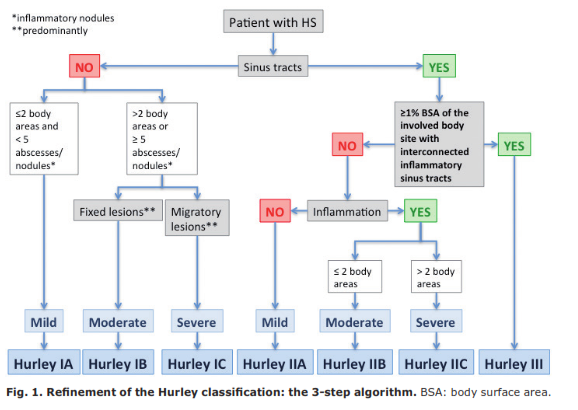 *inflammatory nodules
**predominantly
Patient with HS
Sinus tracts
NO
YES
≤2 body
areas and
< 5
abscesses/
nodules*
>2 body
areas or
≥ 5
abscesses/
nodules*
≥1% BSA of the
involved body
site with
interconnected
inflammatory
sinus tracts
NO
YES
Fixed lesions**
Migratory
lesions**
NO
Inflammation
YES
≤ 2 body
areas
> 2 body
areas
Mild
Moderate
Severe
Mild
Moderate
Severe
Hurley IA
Hurley IB
Hurley IC
Hurley IIA
Hurley IIB
Hurley IIC
Hurley III
Fig. 1. Refinement of the Hurley classification: the 3-step algorithm. BSA: body surface area.